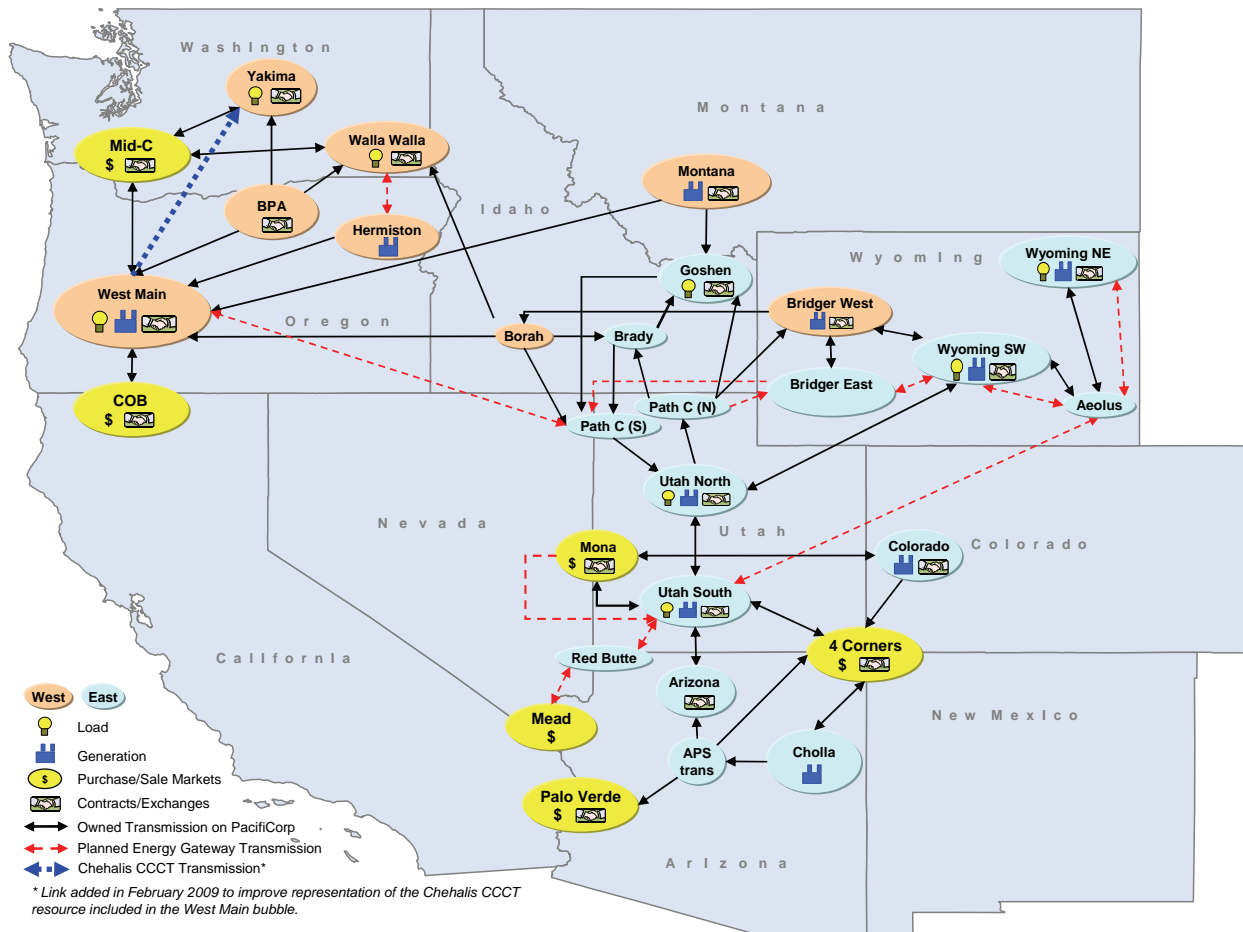 Washington
Yakima
Montana
Mid-C
$
Walla Walla
Montana
BPA
Idaho
Hermiston
Wyoming
Wyoming NE
Goshen
West Main
Bridger West
Oregon
Borah
Brady
Wyoming SW
Bridger East
COB
$
Path C (N)
Aeolus
Path C (S)
Utah North
Nevada
Utah
Mona
$
Colorado
Colorado
Utah South
4 Corners
$
California
Red Butte
Arizona
West
East
New Mexico
Mead
$
Load
Generation
APS
trans
Cholla
$
Purchase/Sale Markets
Palo Verde
$
Contracts/Exchanges
Owned Transmission on PacifiCorp
Planned Energy Gateway Transmission
Arizona
Chehalis CCCT Transmission*
* Link added in February 2009 to improve representation of the Chehalis CCCT
resource included in the West Main bubble.